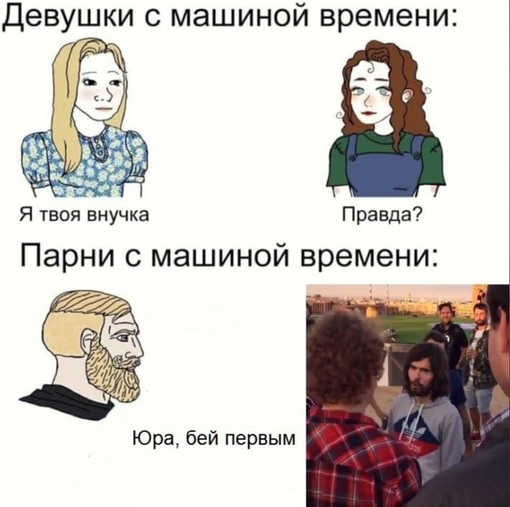 Девушки с машиной времени:
Я твоя внучка
Правда?
Парни с машиной времени:
Юра, бей первым